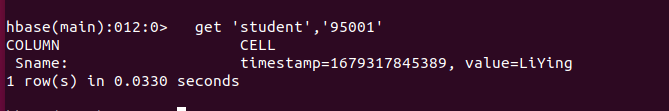 hbase(main):012:0>   get 'student','95001'
COLUMN                          CELL
 Sname:                         timestamp=1679317845389, value=LiYing
1 row(s) in 0.0330 seconds